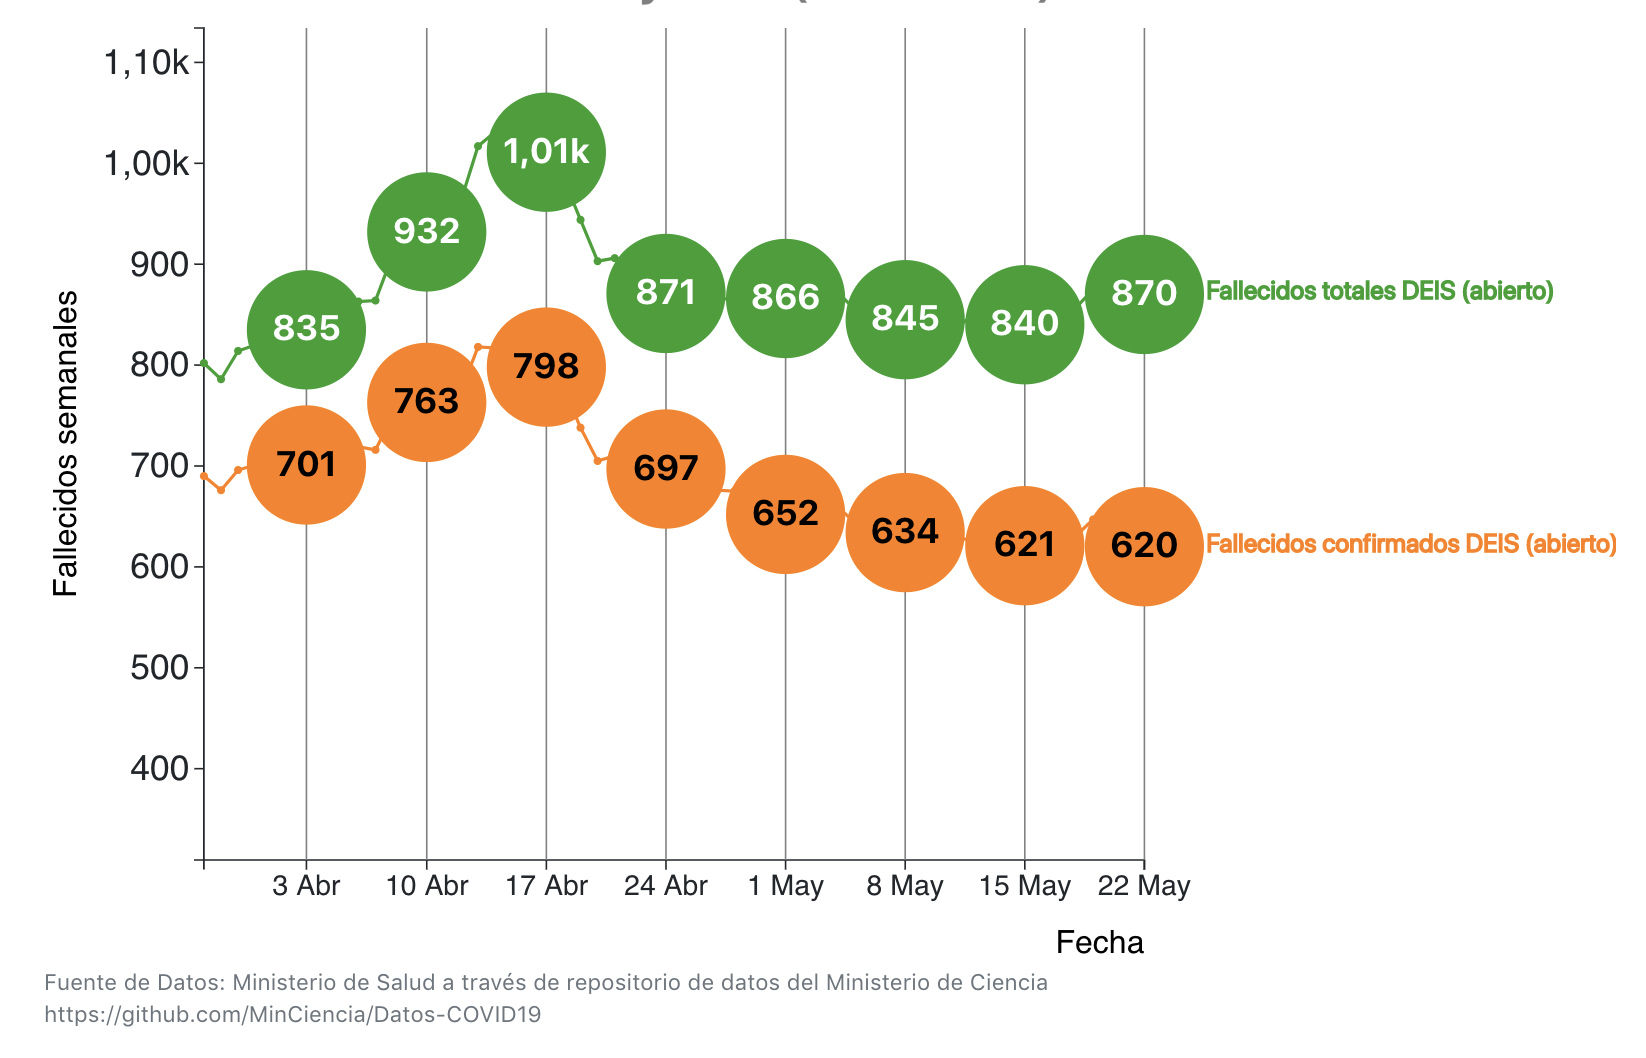 1,10k
1,00k
900
800
700
600
500
400
Fallecidos semanales
835
932
1,01k
871
866
845
840
870
Fallecidos totales DEIS (abierto)
701
763
798
697
652
634
621
620
Fallecidos confirmados DEIS (abierto)
3 Abr
10 Abr
17 Abr
24 Abr
1 May
8 May
15 May
22 May
Fecha
Fuente de Datos: Ministerio de Salud a través de repositorio de datos del Ministerio de Ciencia
https://github.com/MinCiencia/Datos-COVID19